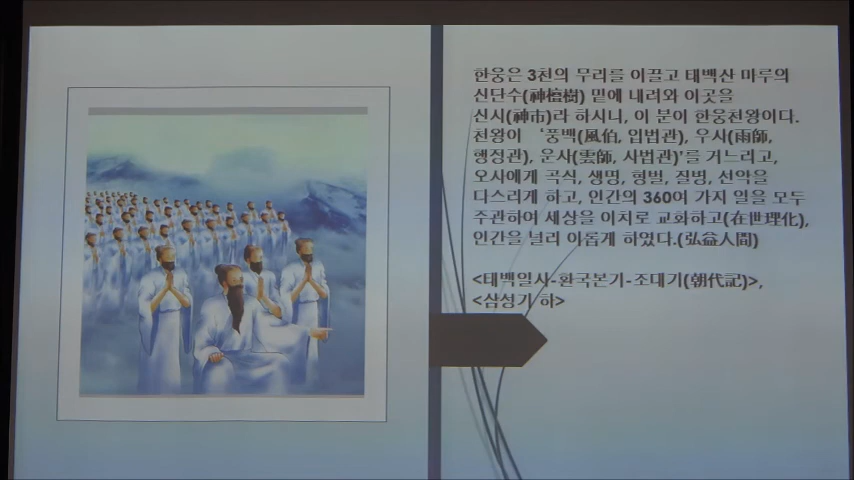 한웅은 3천의 무리를 이끌고 태백산 마루의
신단수(神檀樹) 밑에 내려와 이곳을
신시(神市)라 하시니, 이 분이 한웅천왕이다.
천왕이 ‘풍백(風伯, 입법관), 우사(雨師,
행정관), 운사(雲師, 사법관)’를 거느리고,
오사에게 곡식, 생명, 형벌, 질병, 선악을
다스리게 하고, 인간의 360여 가지 일을 모두
주관하여 세상을 이치로 교화하고(在世理化),
인간을 널리 이롭게 하였다.(弘益人間)
<태백일사-환국본기-조대기(朝代記)>,
<삼성기 하>